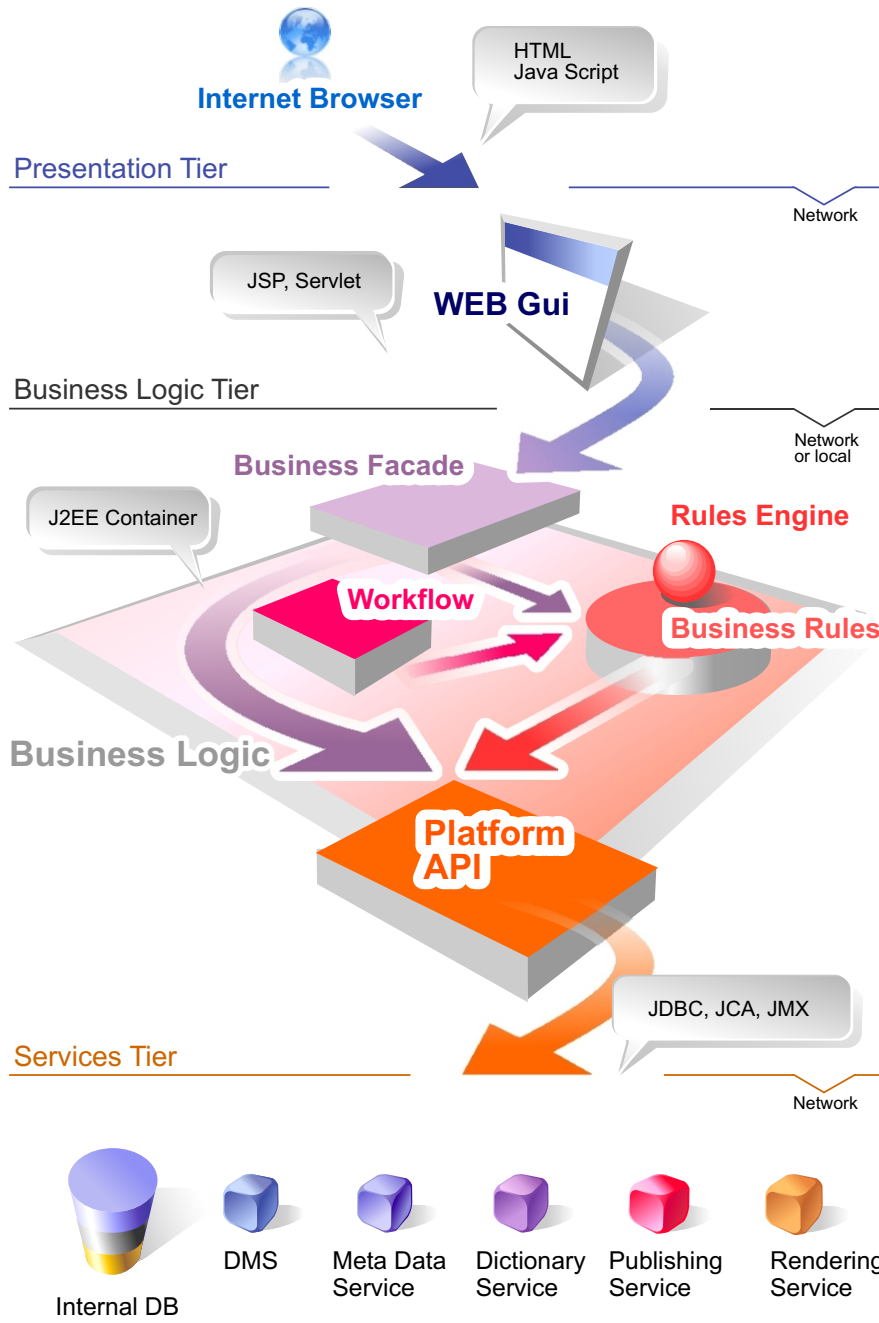 HTML
Java Script
Internet Browser
Presentation Tier
Network
JSP, Servlet
WEB Gui
Business Logic Tier
Network
or local
Business Facade
J2EE Container
Rules Engine
Workflow
Business Rules
Business Logic
Platform
API
JDBC, JCA, JMX
Services Tier
Network
DMS
Meta Data
Service
Dictionary
Service
Publishing
Service
Rendering
Service
Internal DB